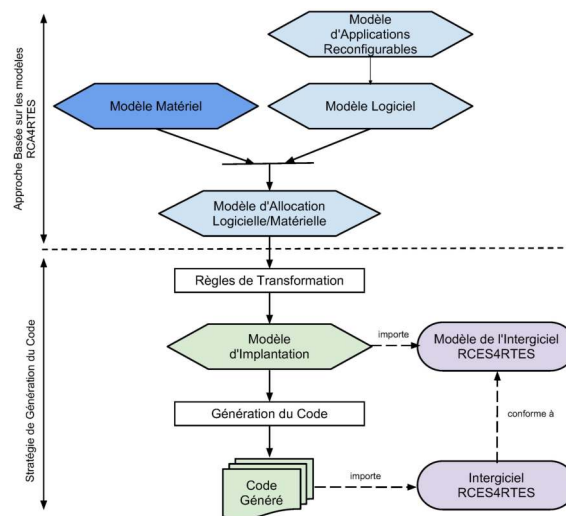 Modèle
d'Applications
Reconfigurables
Modèle Matériel
Modèle Logiciel
Modèle d'Allocation
Logicielle/Matérielle
Approche Basée sur les modèles
RCA4RTES
Règles de Transformation
Modèle
d'Implantation
importe
Modèle de l'Intergiciel
RCES4RTES
Génération du Code
conforme à
Code
Généré
importe
Intergiciel
RCES4RTES
Stratégie de Génération du Code